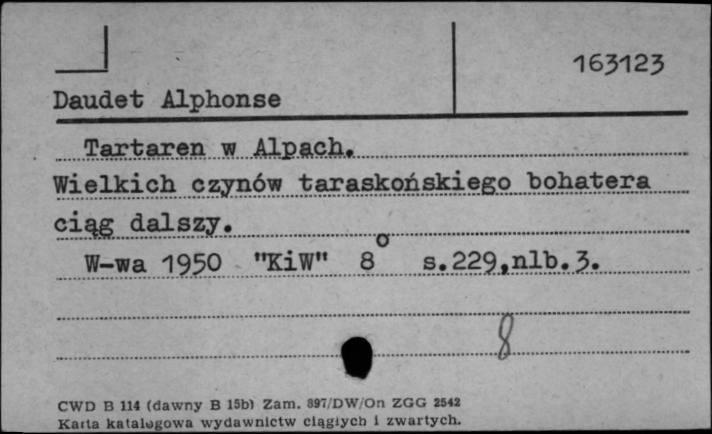 163123
Daudet Alphonse
Tartaren w Alpach.
Wielkich czynów taraskońskiego bohatera
ciąg dalszy.
W-wa 1950 "KiW" 8° s.229,nlb.3.
8
CWD B 114 (dawny B 15b) Zam. 897/DW/On ZGG 2542
Karta katalogowa wydawnictw ciągłych i zwartych.